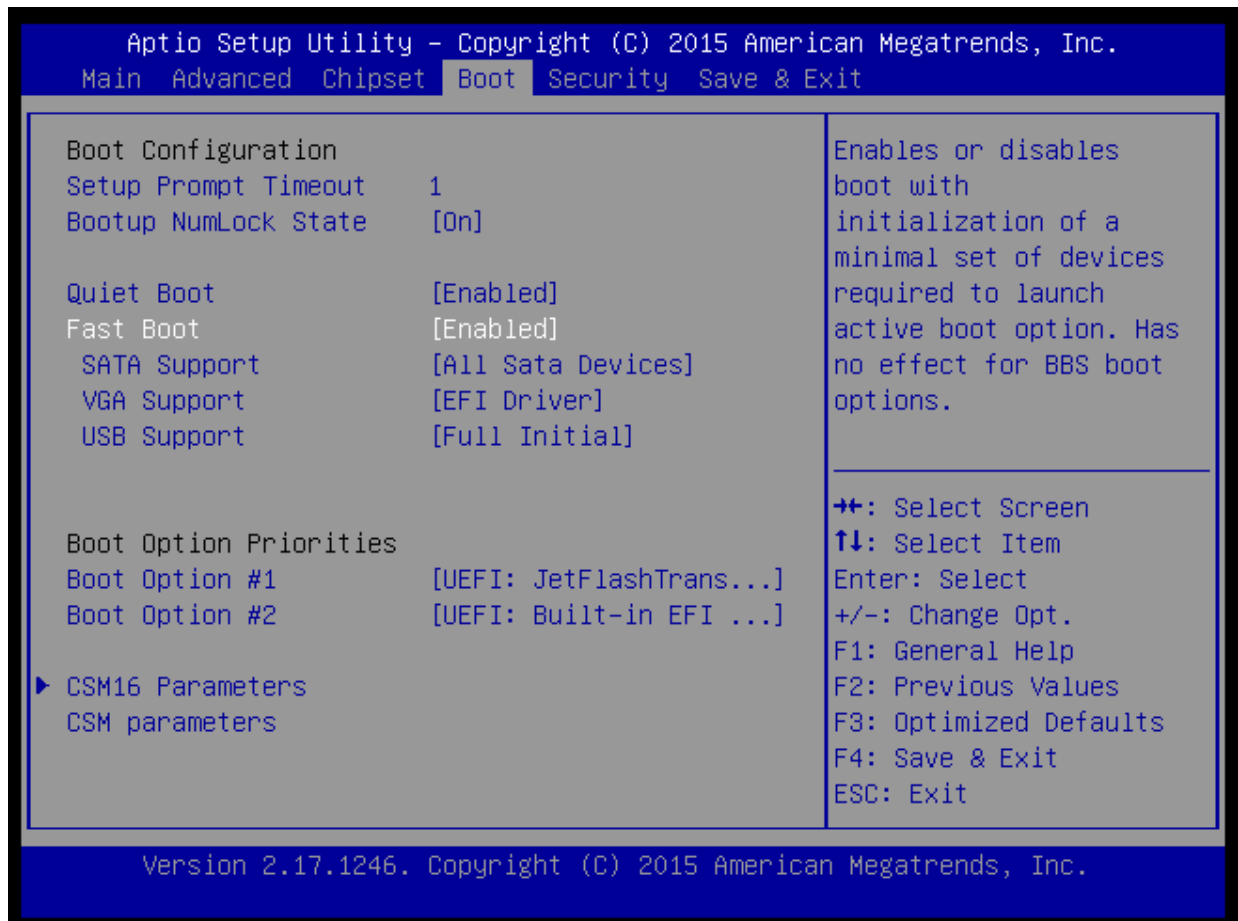 Aptio Setup Utility – Copyright (C) 2015 American Megatrends, Inc.
Main Advanced Chipset Boot Security Save & Exit
Boot Configuration
Setup Prompt Timeout 1
Bootup NumLock State [On]
Quiet Boot [Enabled]
Fast Boot [Enabled]
SATA Support [All Sata Devices]
VGA Support [EFI Driver]
USB Support [Full Initial]
Boot Option Priorities
Boot Option #1 [UEFI: JetFlashTrans...]
Boot Option #2 [UEFI: Built-in EFI ...]
▶ CSM16 Parameters
CSM parameters
Enables or disables
boot with
initialization of a
minimal set of devices
required to launch
active boot option. Has
no effect for BBS boot
options.
→←: Select Screen
↑↓: Select Item
Enter: Select
+/-: Change Opt.
F1: General Help
F2: Previous Values
F3: Optimized Defaults
F4: Save & Exit
ESC: Exit
Version 2.17.1246. Copyright (C) 2015 American Megatrends, Inc.